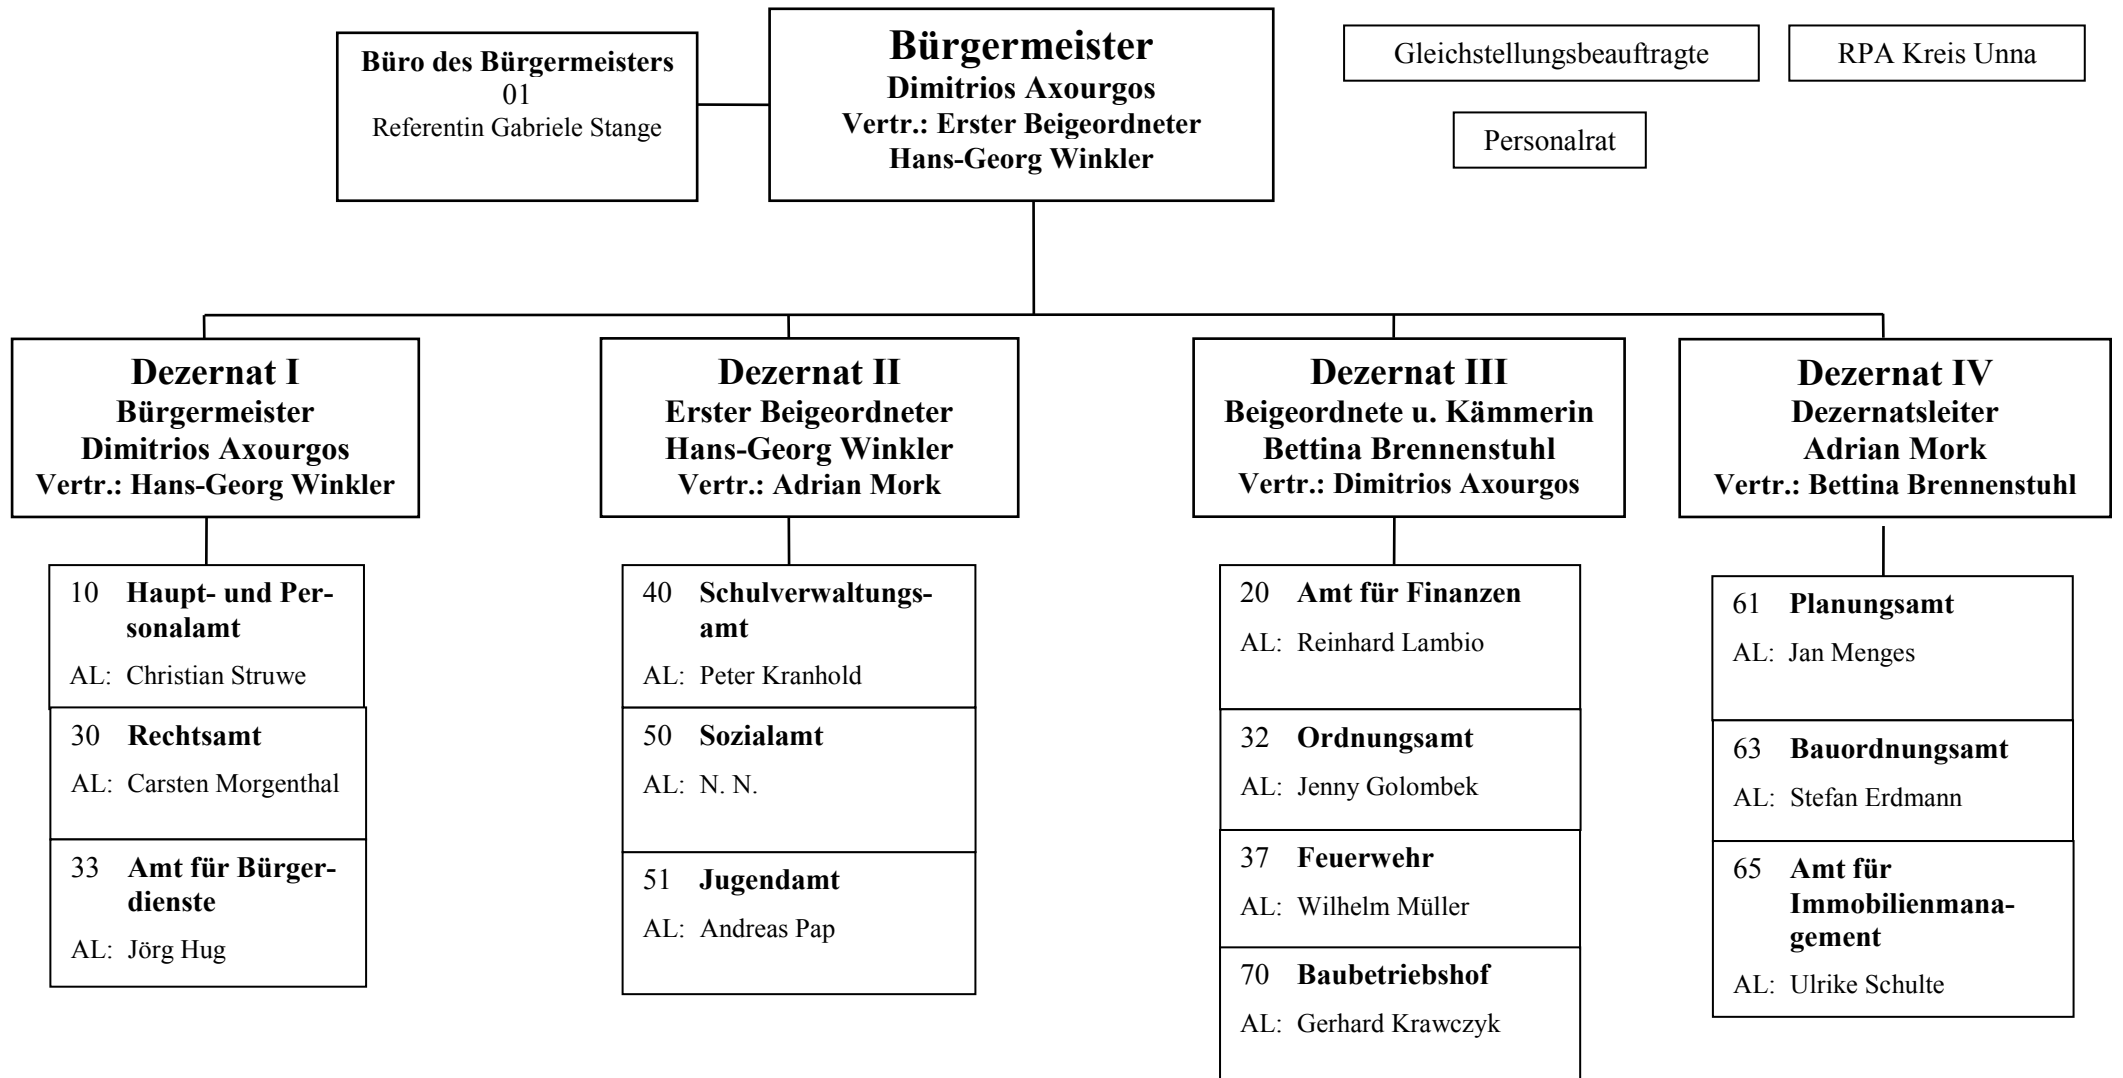 Büro des Bürgermeisters
01
Referentin Gabriele Stange
Bürgermeister
Dimitrios Axourgos
Vertr.: Erster Beigeordneter
Hans-Georg Winkler
Gleichstellungsbeauftragte
RPA Kreis Unna
Personalrat
Dezernat I
Bürgermeister
Dimitrios Axourgos
Vertr.: Hans-Georg Winkler
10 Haupt- und Per-
sonalamt
AL: Christian Struwe
30 Rechtsamt
AL: Carsten Morgenthal
33 Amt für Bürger-
dienste
AL: Jörg Hug
Dezernat II
Erster Beigeordneter
Hans-Georg Winkler
Vertr.: Adrian Mork
40 Schulverwaltungs-
amt
AL: Peter Kranhold
50 Sozialamt
AL: N. N.
51 Jugendamt
AL: Andreas Pap
Dezernat III
Beigeordnete u. Kämmerin
Bettina Brennenstuhl
Vertr.: Dimitrios Axourgos
20 Amt für Finanzen
AL: Reinhard Lambio
32 Ordnungsamt
AL: Jenny Golombek
37 Feuerwehr
AL: Wilhelm Müller
70 Baubetriebshof
AL: Gerhard Krawczyk
Dezernat IV
Dezernatsleiter
Adrian Mork
Vertr.: Bettina Brennenstuhl
61 Planungsamt
AL: Jan Menges
63 Bauordnungsamt
AL: Stefan Erdmann
65 Amt für
Immobilienmana-
gement
AL: Ulrike Schulte